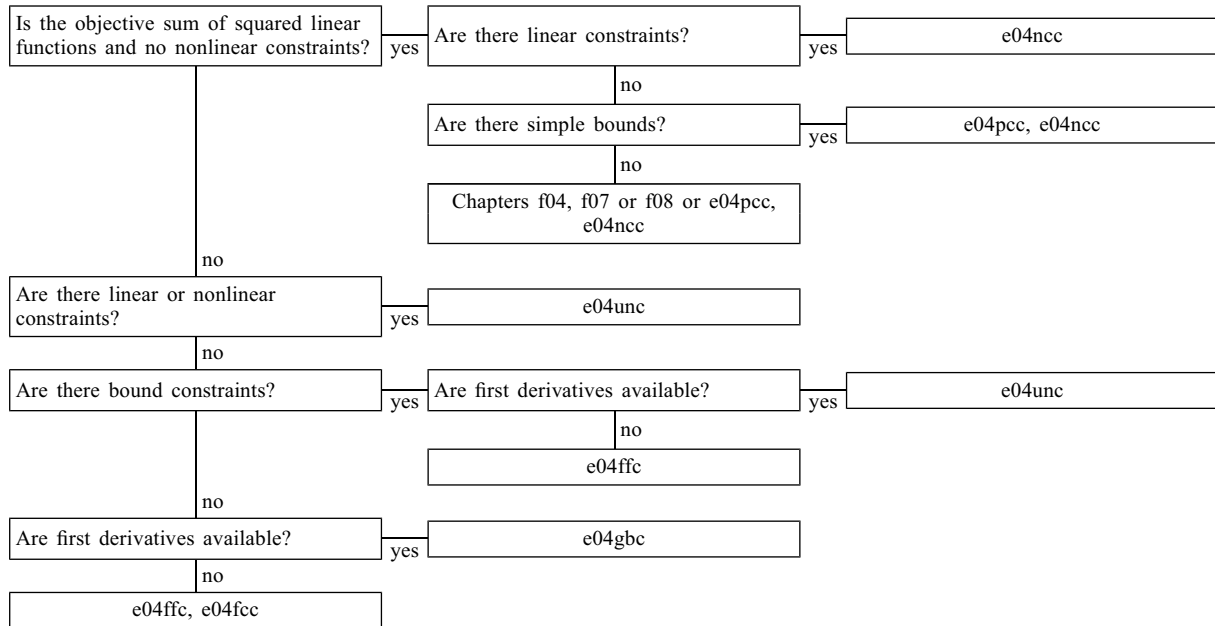 Is the objective sum of squared linear
functions and no nonlinear constraints?
yes
Are there linear constraints?
yes
e04ncc
no
Are there simple bounds?
yes
e04pcc, e04ncc
no
Chapters f04, f07 or f08 or e04pcc,
e04ncc
no
Are there linear or nonlinear
constraints?
yes
e04unc
no
Are there bound constraints?
yes
Are first derivatives available?
yes
e04unc
no
e04ffc
no
Are first derivatives available?
yes
e04gbc
no
e04ffc, e04fcc